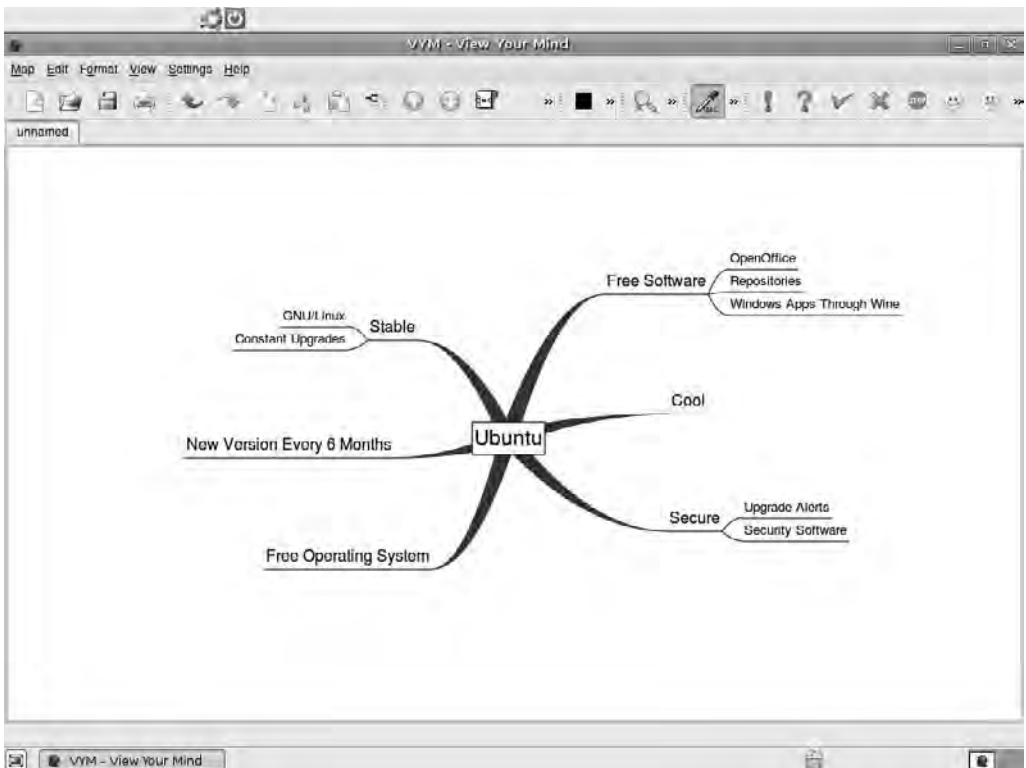 VYM - View Your Mind
Map Edit Format View Settings Help
unnamed
OpenOffice
Free Software
Repositories
Windows Apps Through Wine
GNU/Linux
Stable
Constant Upgrades
Cool
Ubuntu
New Version Every 6 Months
Upgrade Alerts
Secure
Security Software
Free Operating System
VYM - View Your Mind